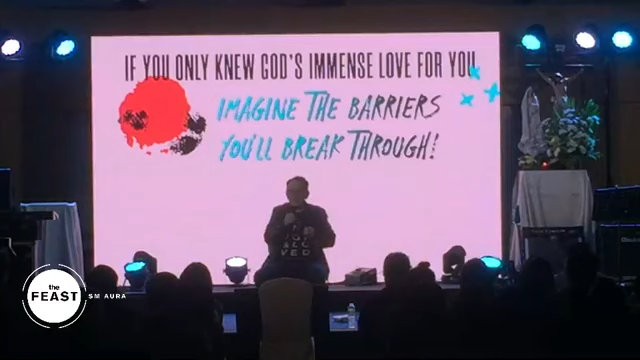 IF YOU ONLY KNEW GOD'S IMMENSE LOVE FOR YOU
IMAGINE THE BARRIERS
YOU'LL BREAK THROUGH!
the
FEAST
SM AURA